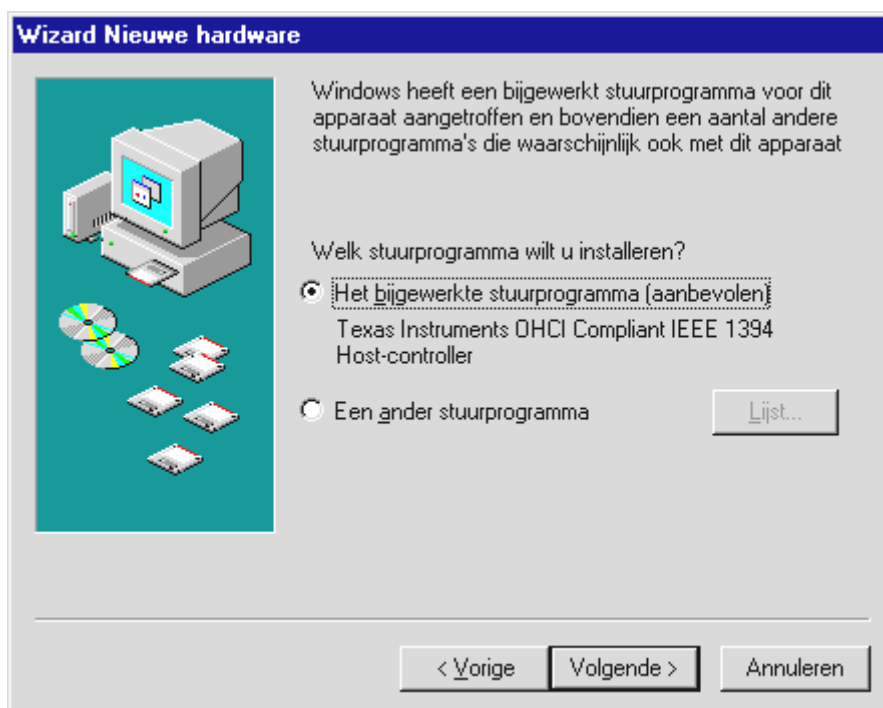 Wizard Nieuwe hardware
Windows heeft een bijgewerkt stuurprogramma voor dit
apparaat aangetroffen en bovendien een aantal andere
stuurprogramma's die waarschijnlijk ook met dit apparaat
Welk stuurprogramma wilt u installeren?
Het bijgewerkte stuurprogramma (aanbevolen)
Texas Instruments OHCI Compliant IEEE 1394
Host-controller
Een ander stuurprogramma
Lijst...
< Vorige
Volgende >
Annuleren